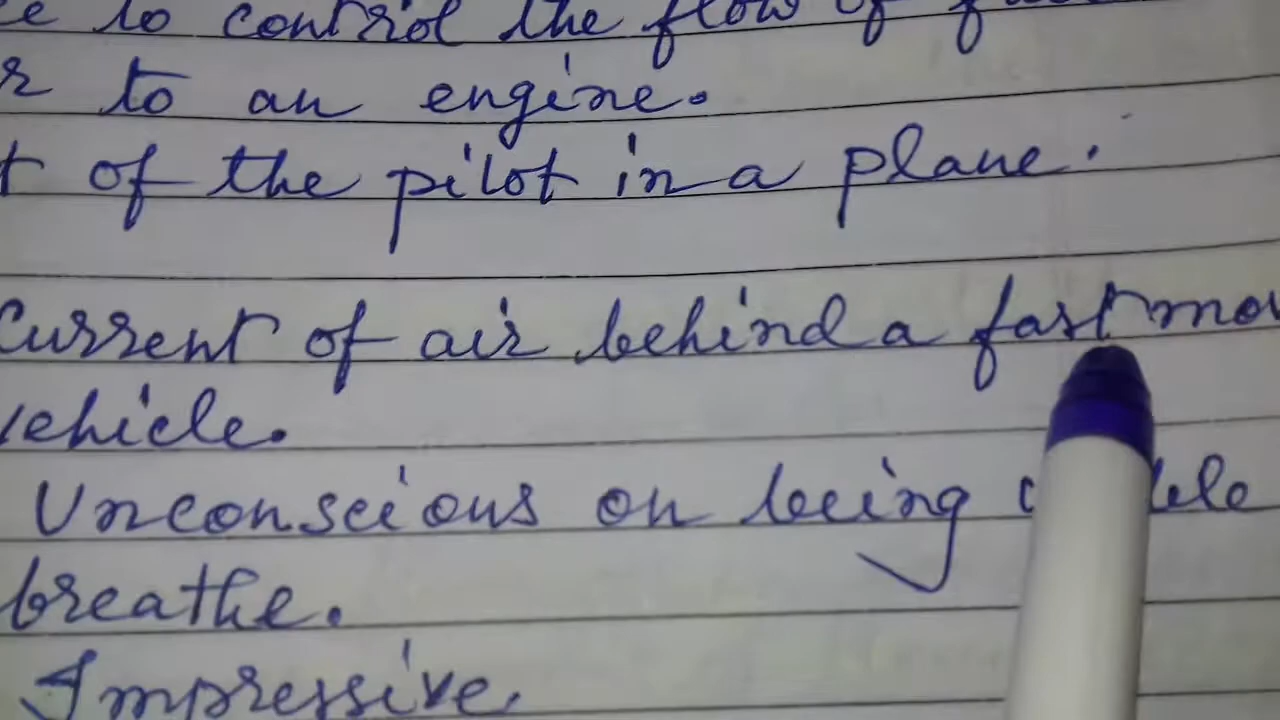 to control the flow of
to an engine.
of the pilot in a plane.
Current of air behind a fast
vehicle.
Unconscious on being
breathe.
Impressive.